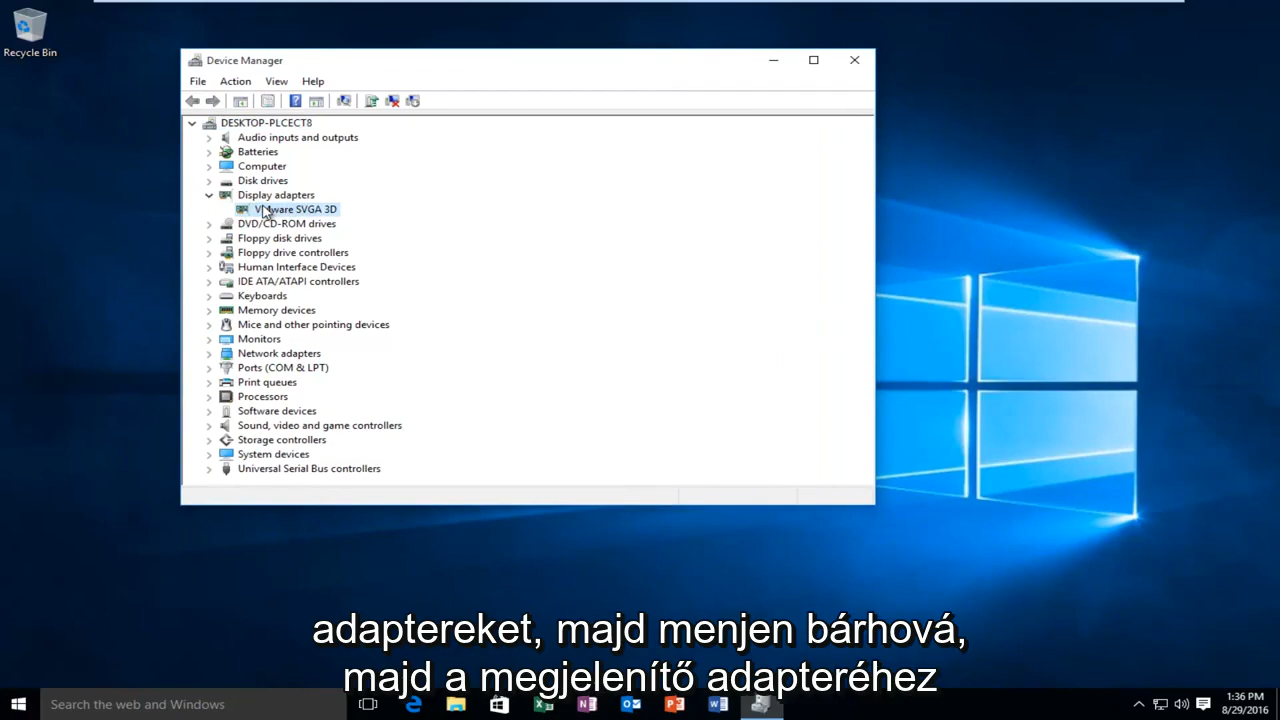 Recycle Bin
Device Manager
File Action View Help
DESKTOP-PLCECT8
Audio inputs and outputs
Batteries
Computer
Disk drives
Display adapters
VMware SVGA 3D
DVD/CD-ROM drives
Floppy disk drives
Floppy drive controllers
Human Interface Devices
IDE ATA/ATAPI controllers
Keyboards
Memory devices
Mice and other pointing devices
Monitors
Network adapters
Ports (COM & LPT)
Print queues
Processors
Software devices
Sound, video and game controllers
Storage controllers
System devices
Universal Serial Bus controllers
adaptereket, majd menjen bárhová,
majd a megjelenítő adapteréhez
Search the web and Windows
1:36 PM
8/29/2016